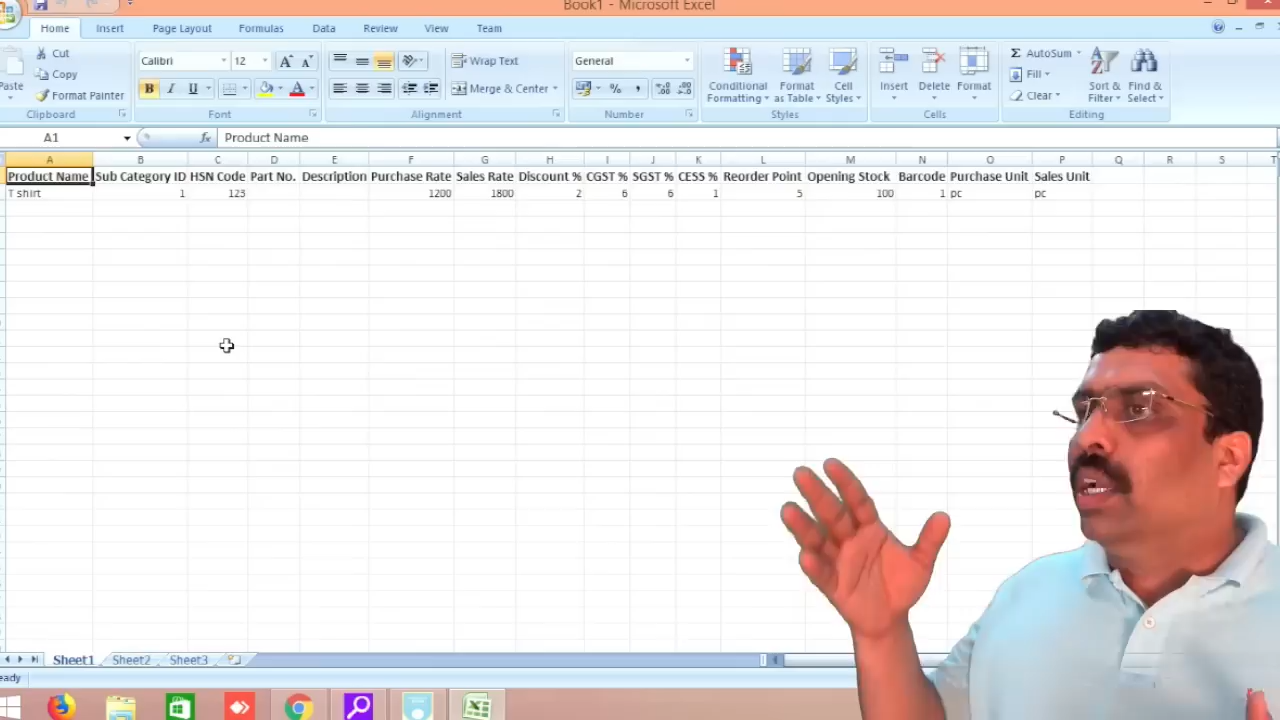 Book1 - Microsoft Excel
Home Insert Page Layout Formulas Data Review View Team
Cut
Copy
Paste
Format Painter
Clipboard
Calibri 12
B I U
Font
Wrap Text
Merge & Center
Alignment
General
%
Number
Conditional Formatting
Format as Table
Cell Styles
Styles
Insert Delete Format
Cells
AutoSum
Fill
Clear
Sort & Filter
Find & Select
Editing
A1 fx Product Name
A B C D E F G H I J K L M N O P Q R S T
Product Name Sub Category ID HSN Code Part No. Description Purchase Rate Sales Rate Discount % CGST % SGST % CESS % Reorder Point Opening Stock Barcode Purchase Unit Sales Unit
T shirt 1 123 1200 1800 2 6 6 1 5 100 1 pc pc
Sheet1 Sheet2 Sheet3